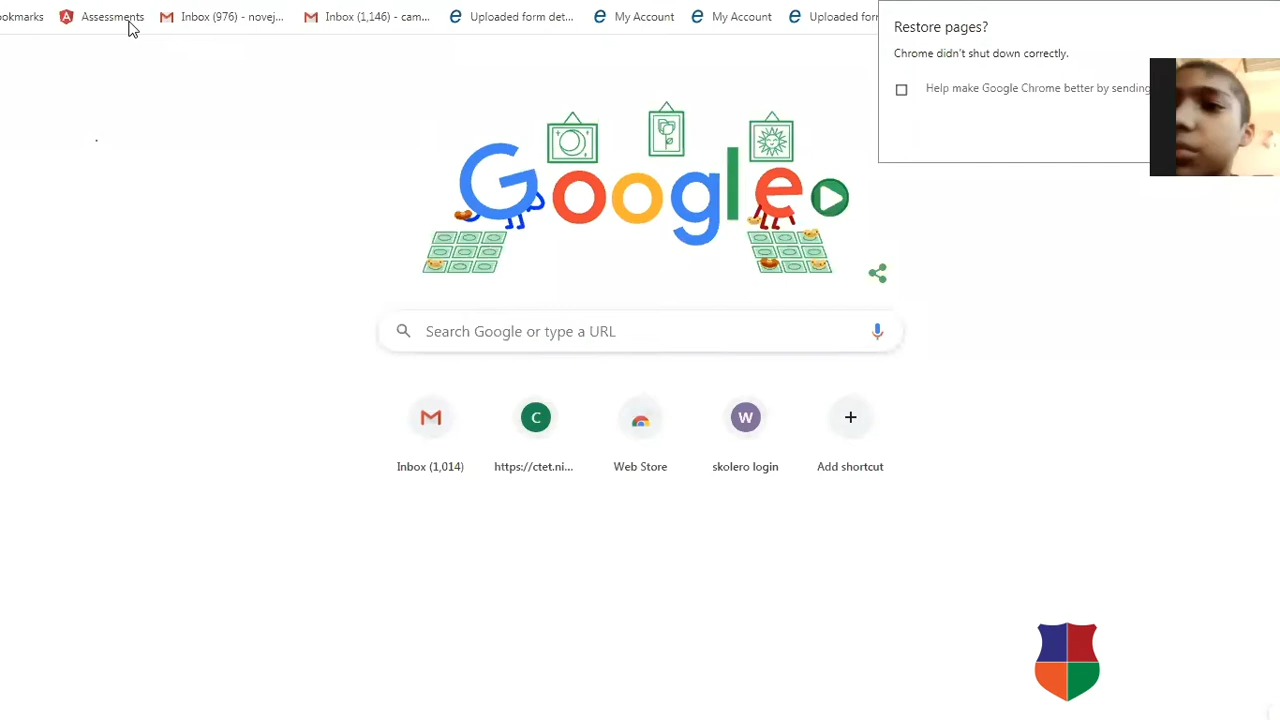 ookmarks Assessments Inbox (976) - novej... Inbox (1,146) - cam... Uploaded form det... My Account My Account Uploaded for
Restore pages?
Chrome didn't shut down correctly.
Help make Google Chrome better by sending
Google
Search Google or type a URL
C W
Inbox (1,014) https://ctet.ni... Web Store skolero login Add shortcut